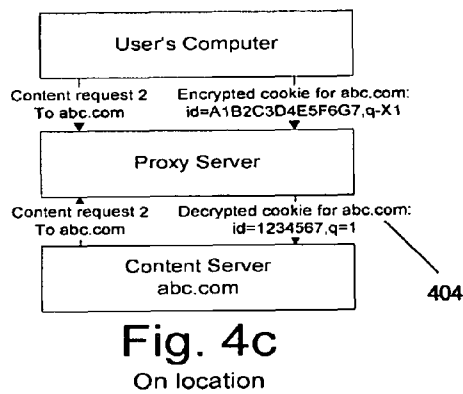 User's Computer
Content request 2
To abc.com
Encrypted cookie for abc.com:
id=A1B2C3D4E5F6G7,q-X1
Proxy Server
Content request 2
To abc.com
Decrypted cookie for abc.com:
id=1234567,q=1
404
Content Server
abc.com
Fig. 4c
On location